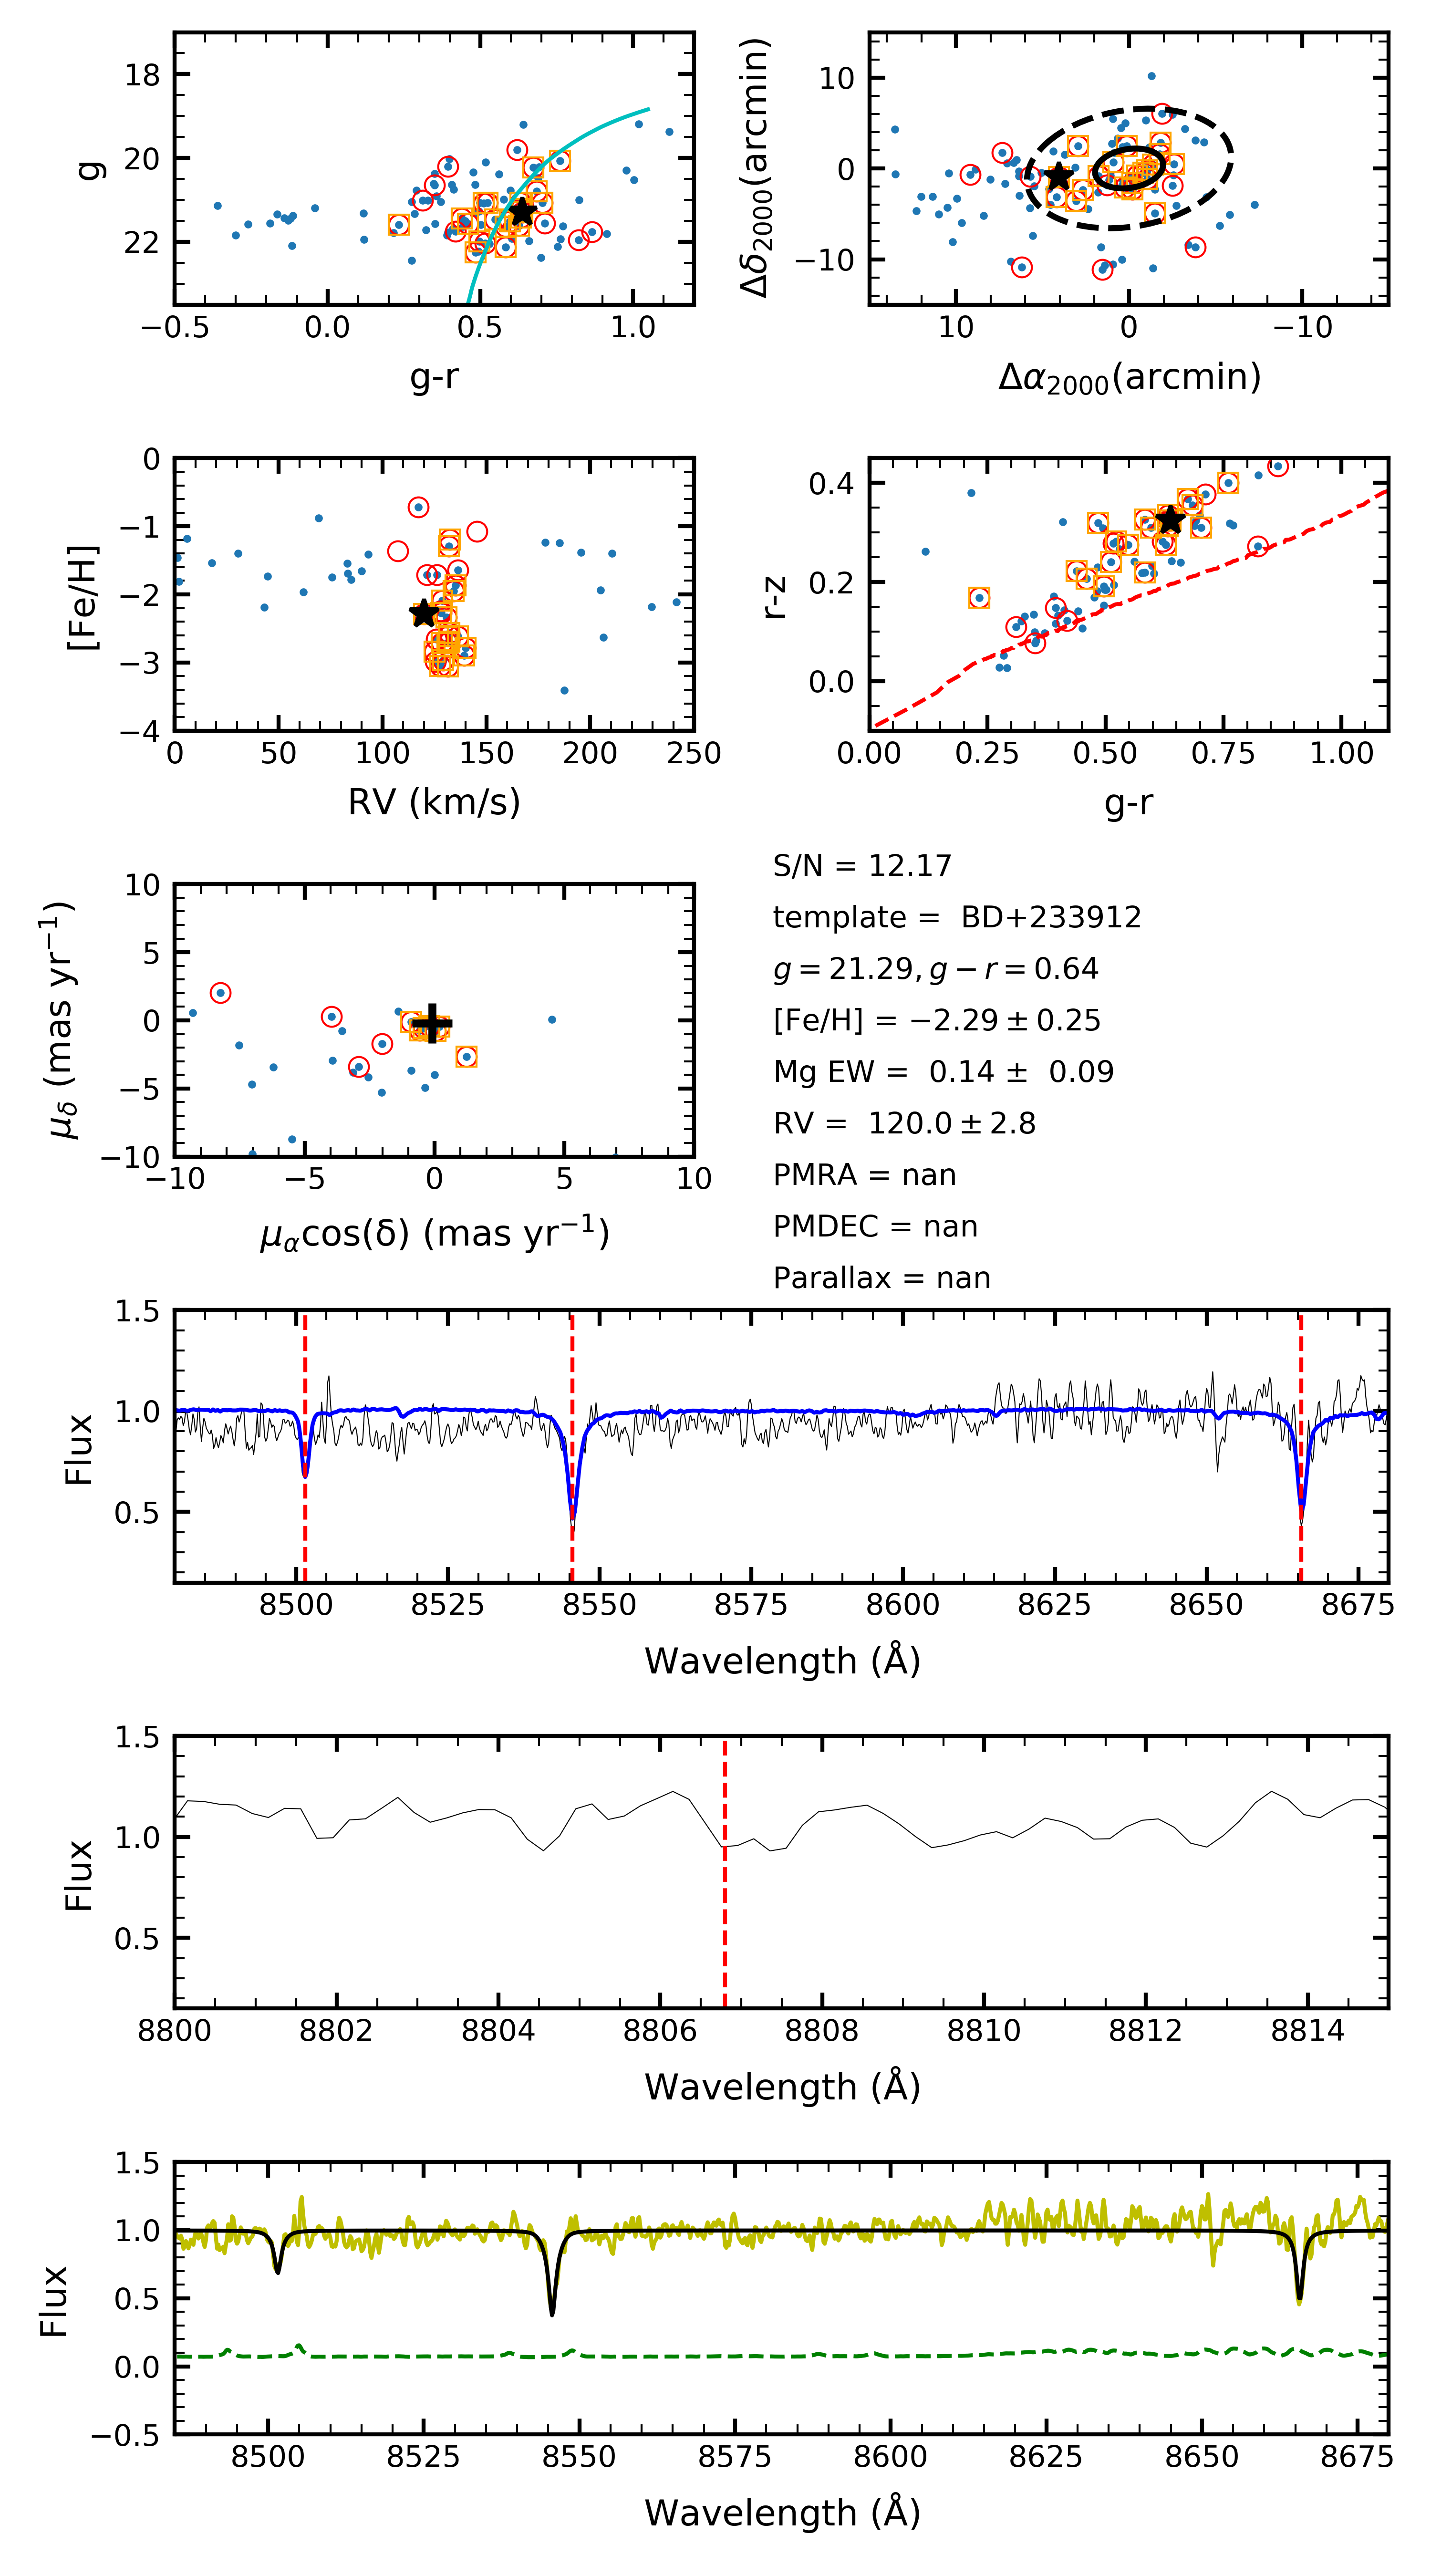 18
20
22
g
−0.5 0.0 0.5 1.0
g-r
10
0
−10
Δδ2000(arcmin)
10 0 −10
Δα2000(arcmin)
0
−1
−2
−3
−4
[Fe/H]
0 50 100 150 200 250
RV (km/s)
0.4
0.2
0.0
r-z
0.00 0.25 0.50 0.75 1.00
g-r
10
5
0
−5
−10
μδ (mas yr−1)
−10 −5 0 5 10
μαcos(δ) (mas yr−1)
S/N = 12.17
template = BD+233912
g = 21.29, g − r = 0.64
[Fe/H] = −2.29 ± 0.25
Mg EW = 0.14 ± 0.09
RV = 120.0 ± 2.8
PMRA = nan
PMDEC = nan
Parallax = nan
1.5
1.0
0.5
Flux
8500 8525 8550 8575 8600 8625 8650 8675
Wavelength (Å)
1.5
1.0
0.5
Flux
8800 8802 8804 8806 8808 8810 8812 8814
Wavelength (Å)
1.5
1.0
0.5
0.0
−0.5
Flux
8500 8525 8550 8575 8600 8625 8650 8675
Wavelength (Å)